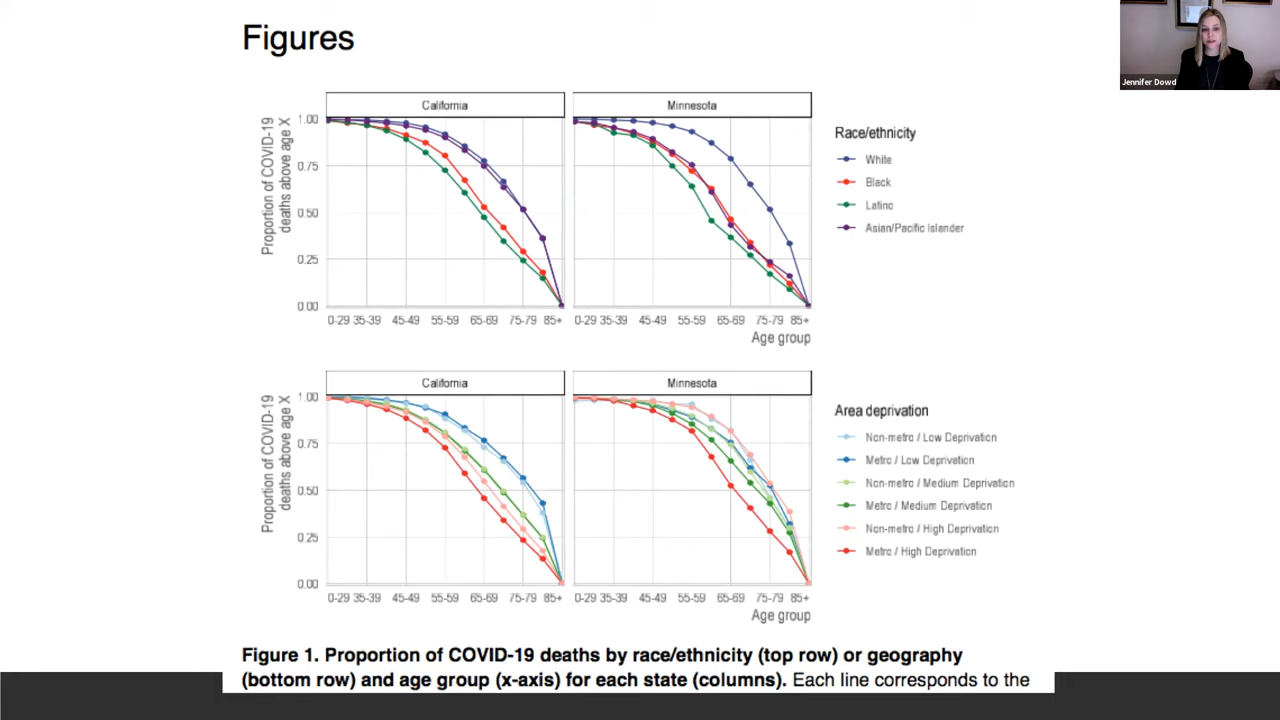 Figures
Jennifer Dowd
California
Minnesota
Proportion of COVID-19
deaths above age X
1.00
0.75
0.50
0.25
0.00
0-29 35-39 45-49 55-59 65-69 75-79 85+
0-29 35-39 45-49 55-59 65-69 75-79 85+
Age group
Race/ethnicity
White
Black
Latino
Asian/Pacific Islander
California
Minnesota
Proportion of COVID-19
deaths above age X
1.00
0.75
0.50
0.25
0.00
0-29 35-39 45-49 55-59 65-69 75-79 85+
0-29 35-39 45-49 55-59 65-69 75-79 85+
Age group
Area deprivation
Non-metro / Low Deprivation
Metro / Low Deprivation
Non-metro / Medium Deprivation
Metro / Medium Deprivation
Non-metro / High Deprivation
Metro / High Deprivation
Figure 1. Proportion of COVID-19 deaths by race/ethnicity (top row) or geography
(bottom row) and age group (x-axis) for each state (columns). Each line corresponds to the